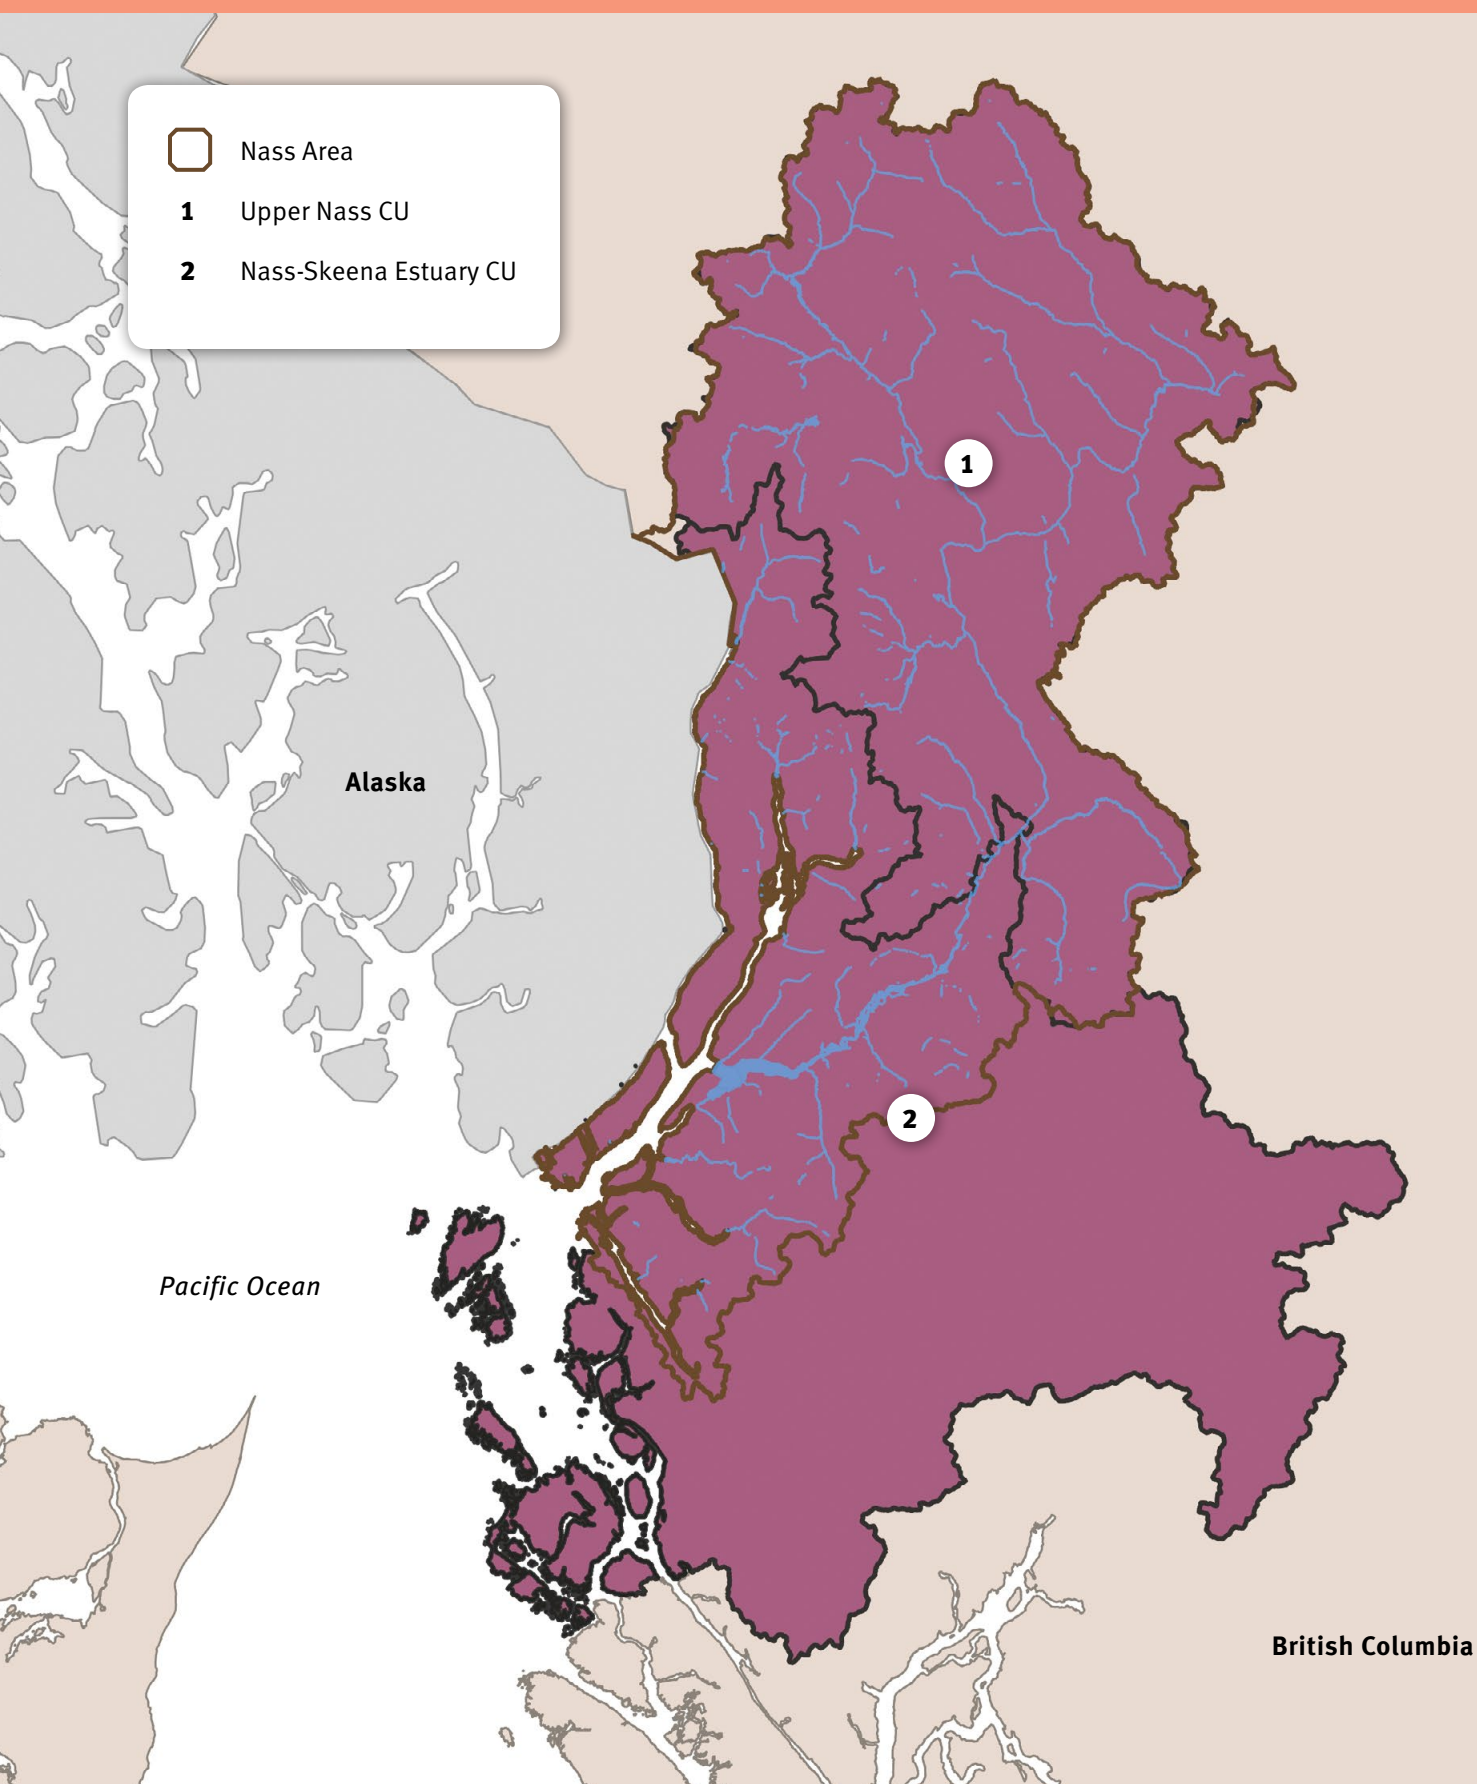 Nass Area
1 Upper Nass CU
2 Nass-Skeena Estuary CU
1
Alaska
2
Pacific Ocean
British Columbia